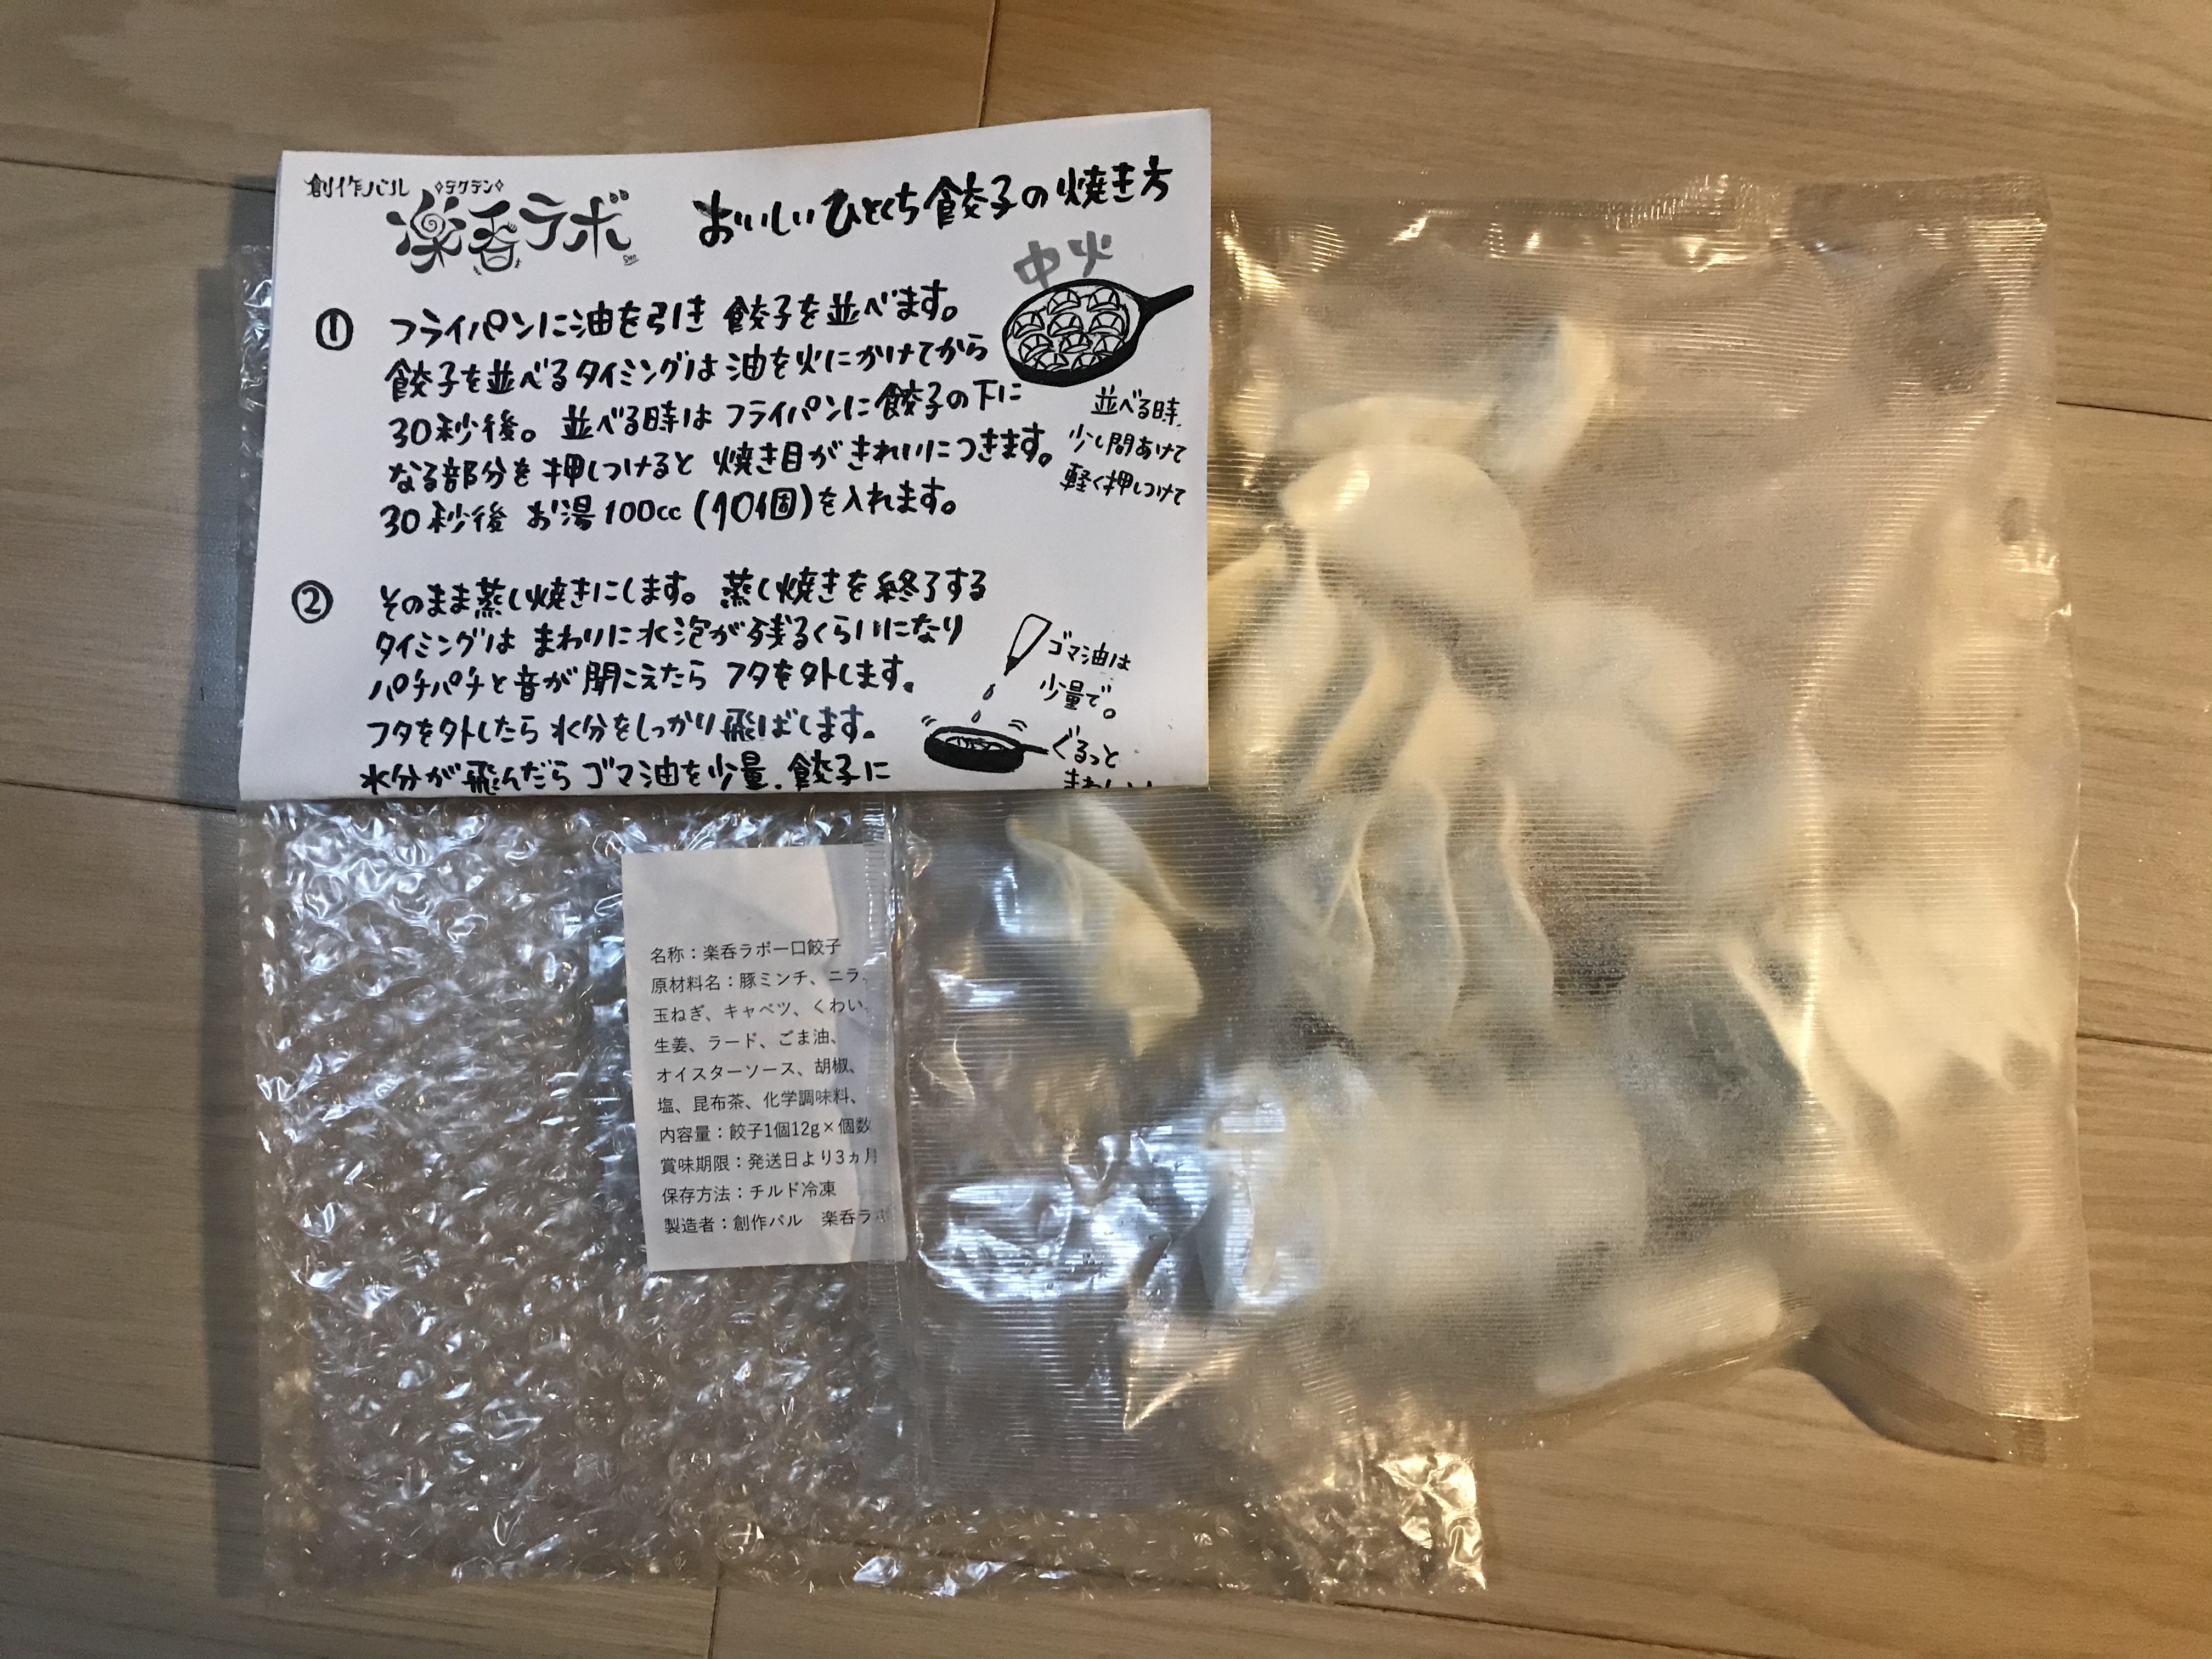 創作バル
◇ラクテン◇
楽呑ラボ
おいしいひとくち餃子の焼き方
中火
① フライパンに油を引き 餃子を並べます。
餃子を並べるタイミングは油を火にかけてから
30秒後。並べる時はフライパンに餃子の下に
なる部分を押しつけると 焼き目がきれいにつきます。
30秒後 お湯100cc(10個)を入れます。
並べる時、
少し間あけて
軽く押しつけて
② そのまま蒸し焼きにします。蒸し焼きを終了する
タイミングは まわりに水泡が残るくらいになり
パチパチと音が聞こえたら フタを外します。
フタを外したら水分をしっかり飛ばします。
水分が飛んだら ゴマ油を少量、餃子に
ゴマ油は
少量で。
ぐるっと
名称：楽呑ラボ一口餃子
原材料名：豚ミンチ、ニラ、
玉ねぎ、キャベツ、くわい、
生姜、ラード、ごま油、
オイスターソース、胡椒、
塩、昆布茶、化学調味料、
内容量：餃子1個12g×個数
賞味期限：発送日より3ヵ月
保存方法：チルド冷凍
製造者：創作バル　楽呑ラボ